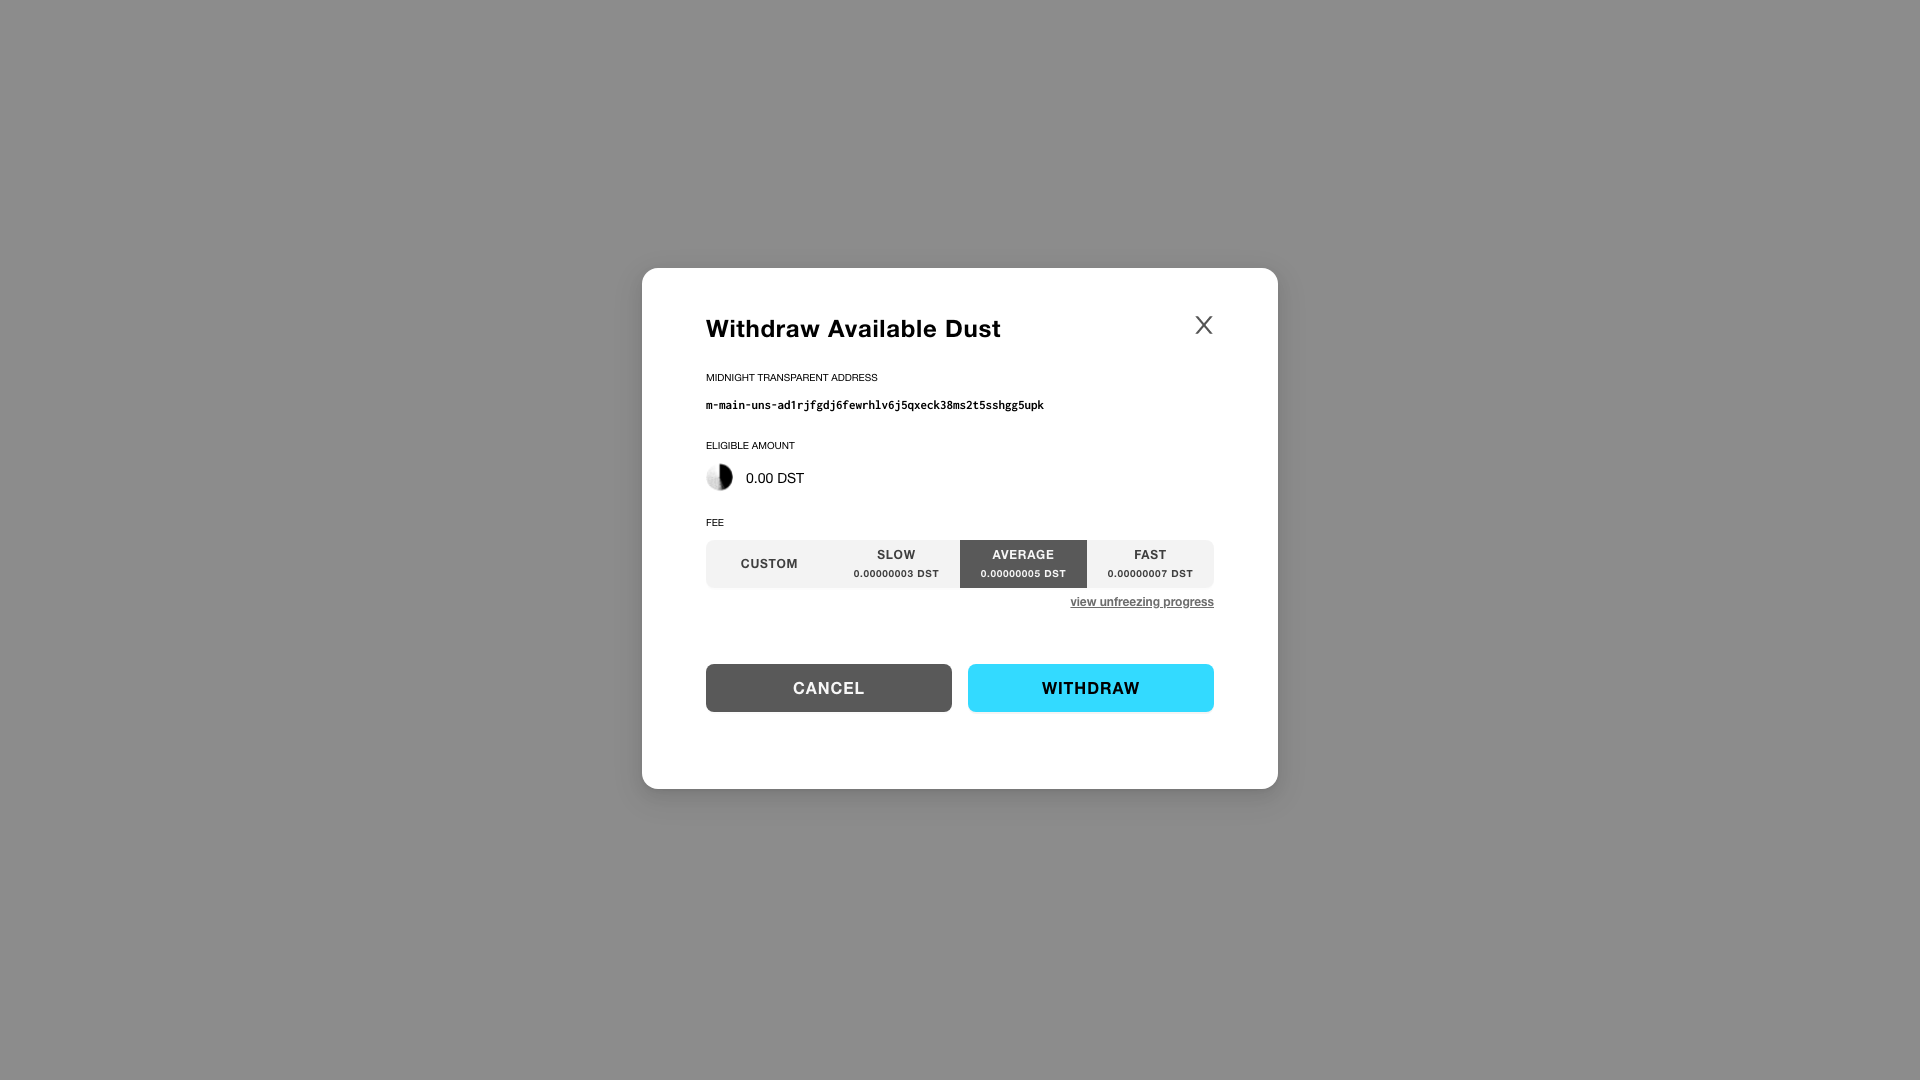 Withdraw Available Dust
X
MIDNIGHT TRANSPARENT ADDRESS
m-main-uns-ad1rjfgdj6fewrhlv6j5qxeck38ms2t5sshgg5upk
ELIGIBLE AMOUNT
0.00 DST
FEE
CUSTOM
SLOW
0.00000003 DST
AVERAGE
0.00000005 DST
FAST
0.00000007 DST
view unfreezing progress
CANCEL
WITHDRAW